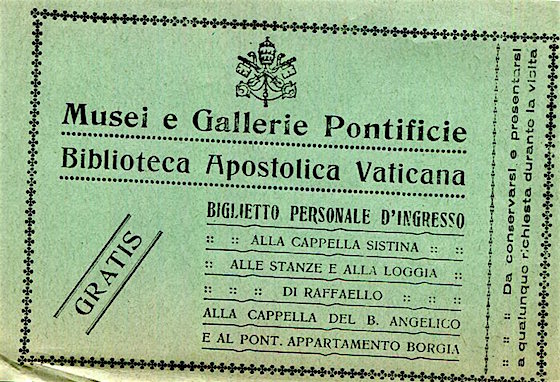 Musei e Gallerie Pontificie
Biblioteca Apostolica Vaticana
BIGLIETTO PERSONALE D'INGRESSO
ALLA CAPPELLA SISTINA
ALLE STANZE E ALLA LOGGIA
DI RAFFAELLO
ALLA CAPPELLA DEL B. ANGELICO
E AL PONT. APPARTAMENTO BORGIA
GRATIS
Da conservarsi e presentarsi
a qualunque richiesta durante la visita